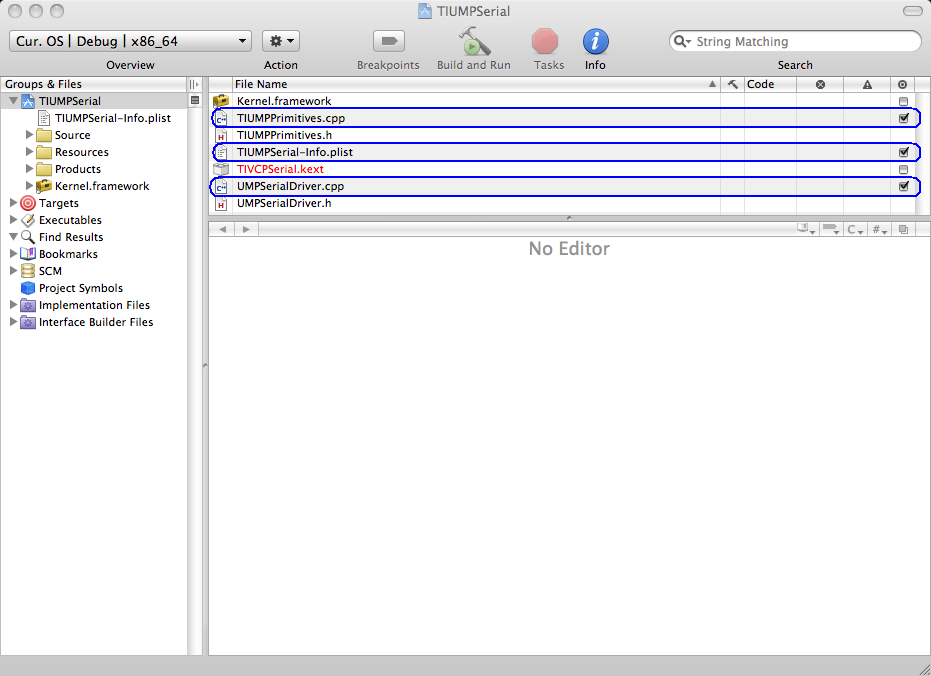 TIUMPSerial
Cur. OS | Debug | x86_64
String Matching
Overview
Action
Breakpoints
Build and Run
Tasks
Info
Search
Groups & Files
File Name
Code
TIUMPSerial
TIUMPSerial-Info.plist
Source
Resources
Products
Kernel.framework
Targets
Executables
Find Results
Bookmarks
SCM
Project Symbols
Implementation Files
Interface Builder Files
Kernel.framework
TIUMPPrimitives.cpp
TIUMPPrimitives.h
TIUMPSerial-Info.plist
TIVCPSerial.kext
UMPSerialDriver.cpp
UMPSerialDriver.h
C
#
No Editor